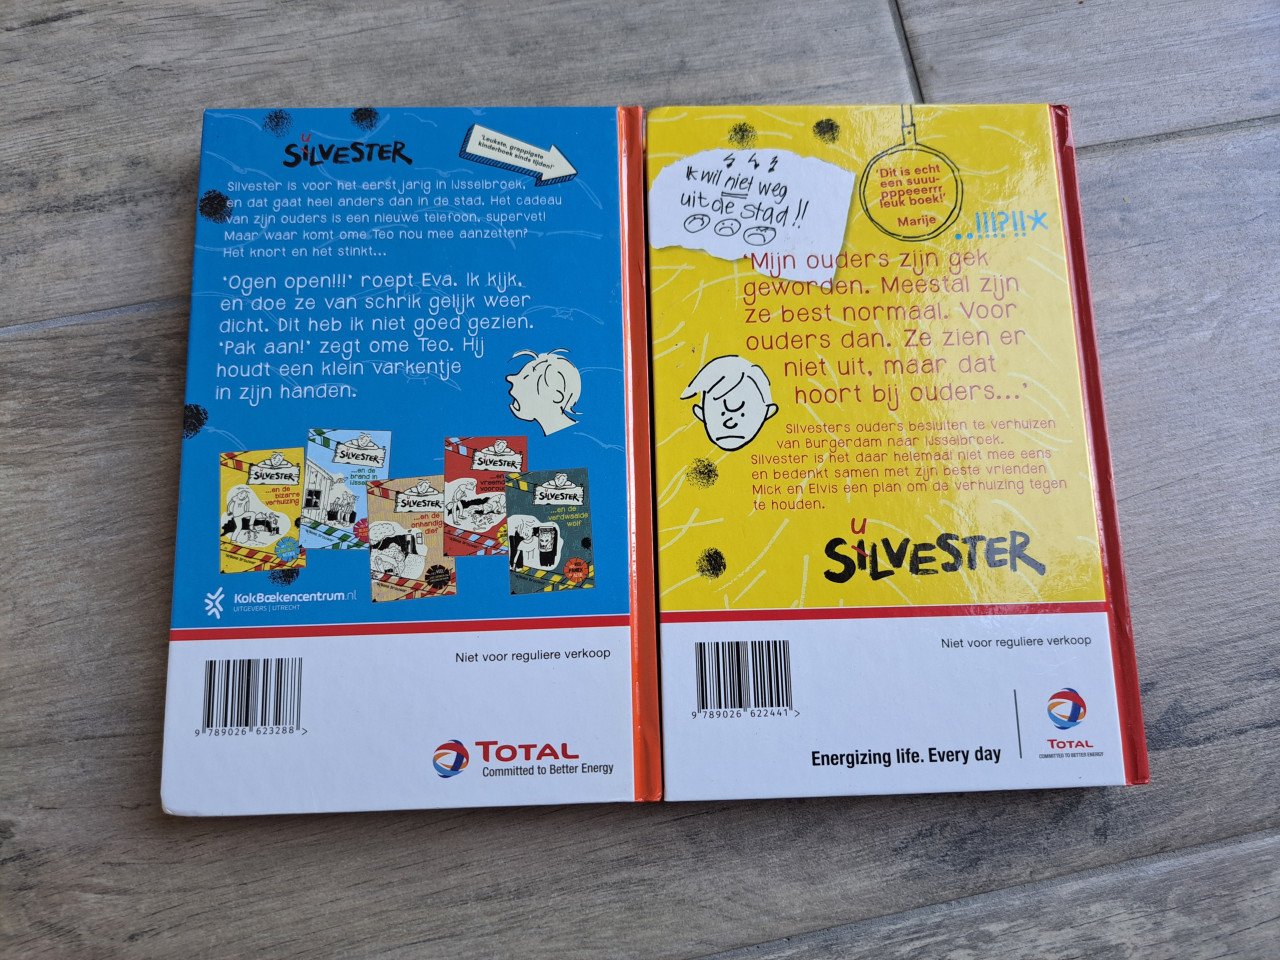 SiLVESTER
u
'Leukste, grappigste
kinderboek sinds tijden!'
Silvester is voor het eerst jarig in IJsselbroek,
en dat gaat heel anders dan in de stad. Het cadeau
van zijn ouders is een nieuwe telefoon, supervet!
Maar waar komt ome Teo nou mee aanzetten?
Het knort en het stinkt...
'Ogen open!!!' roept Eva. Ik kijk,
en doe ze van schrik gelijk weer
dicht. Dit heb ik niet goed gezien.
'Pak aan!' zegt ome Teo. Hij
houdt een klein varkentje
in zijn handen.
SILVESTER
...en de
bizarre
verhuizing
SILVESTER
...en de
brand in
SILVESTER
...en de
onhandige
dief
SILVESTER
...en
vreemde
SILVESTER
...en de
verdwaalde
wolf
KokBoekencentrum.nl
UITGEVERS | UTRECHT
Niet voor reguliere verkoop
9 789026 623288 >
TOTAL
Committed to Better Energy
Ik wil niet weg
uit de stad!!
'Dit is echt
een suuu-
pppeeerrr
leuk boek!'
Marije
..!!!?!!*
'Mijn ouders zijn gek
geworden. Meestal zijn
ze best normaal. Voor
ouders dan. Ze zien er
niet uit, maar dat
hoort bij ouders...'
Silvesters ouders besluiten te verhuizen
van Burgerdam naar IJsselbroek.
Silvester is het daar helemaal niet mee eens
en bedenkt samen met zijn beste vrienden
Mick en Elvis een plan om de verhuizing tegen
te houden.
u
SiLVESTER
Niet voor reguliere verkoop
9 789026 622441 >
Energizing life. Every day
TOTAL
COMMITTED TO BETTER ENERGY